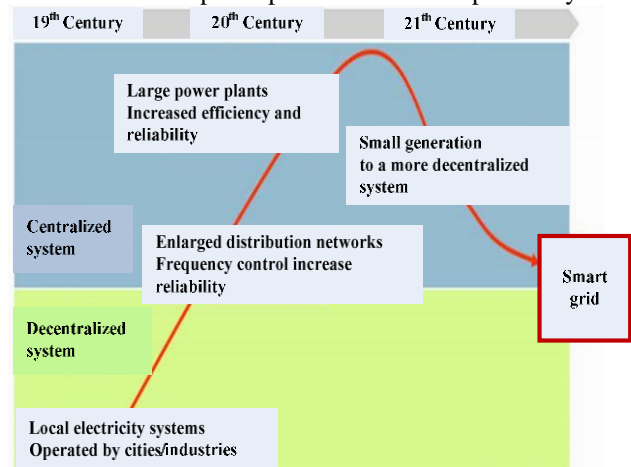 19th Century 20th Century 21th Century
Large power plants
Increased efficiency and
reliability
Small generation
to a more decentralized
system
Centralized
system
Enlarged distribution networks
Frequency control increase
reliability
Smart
grid
Decentralized
system
Local electricity systems
Operated by cities/industries